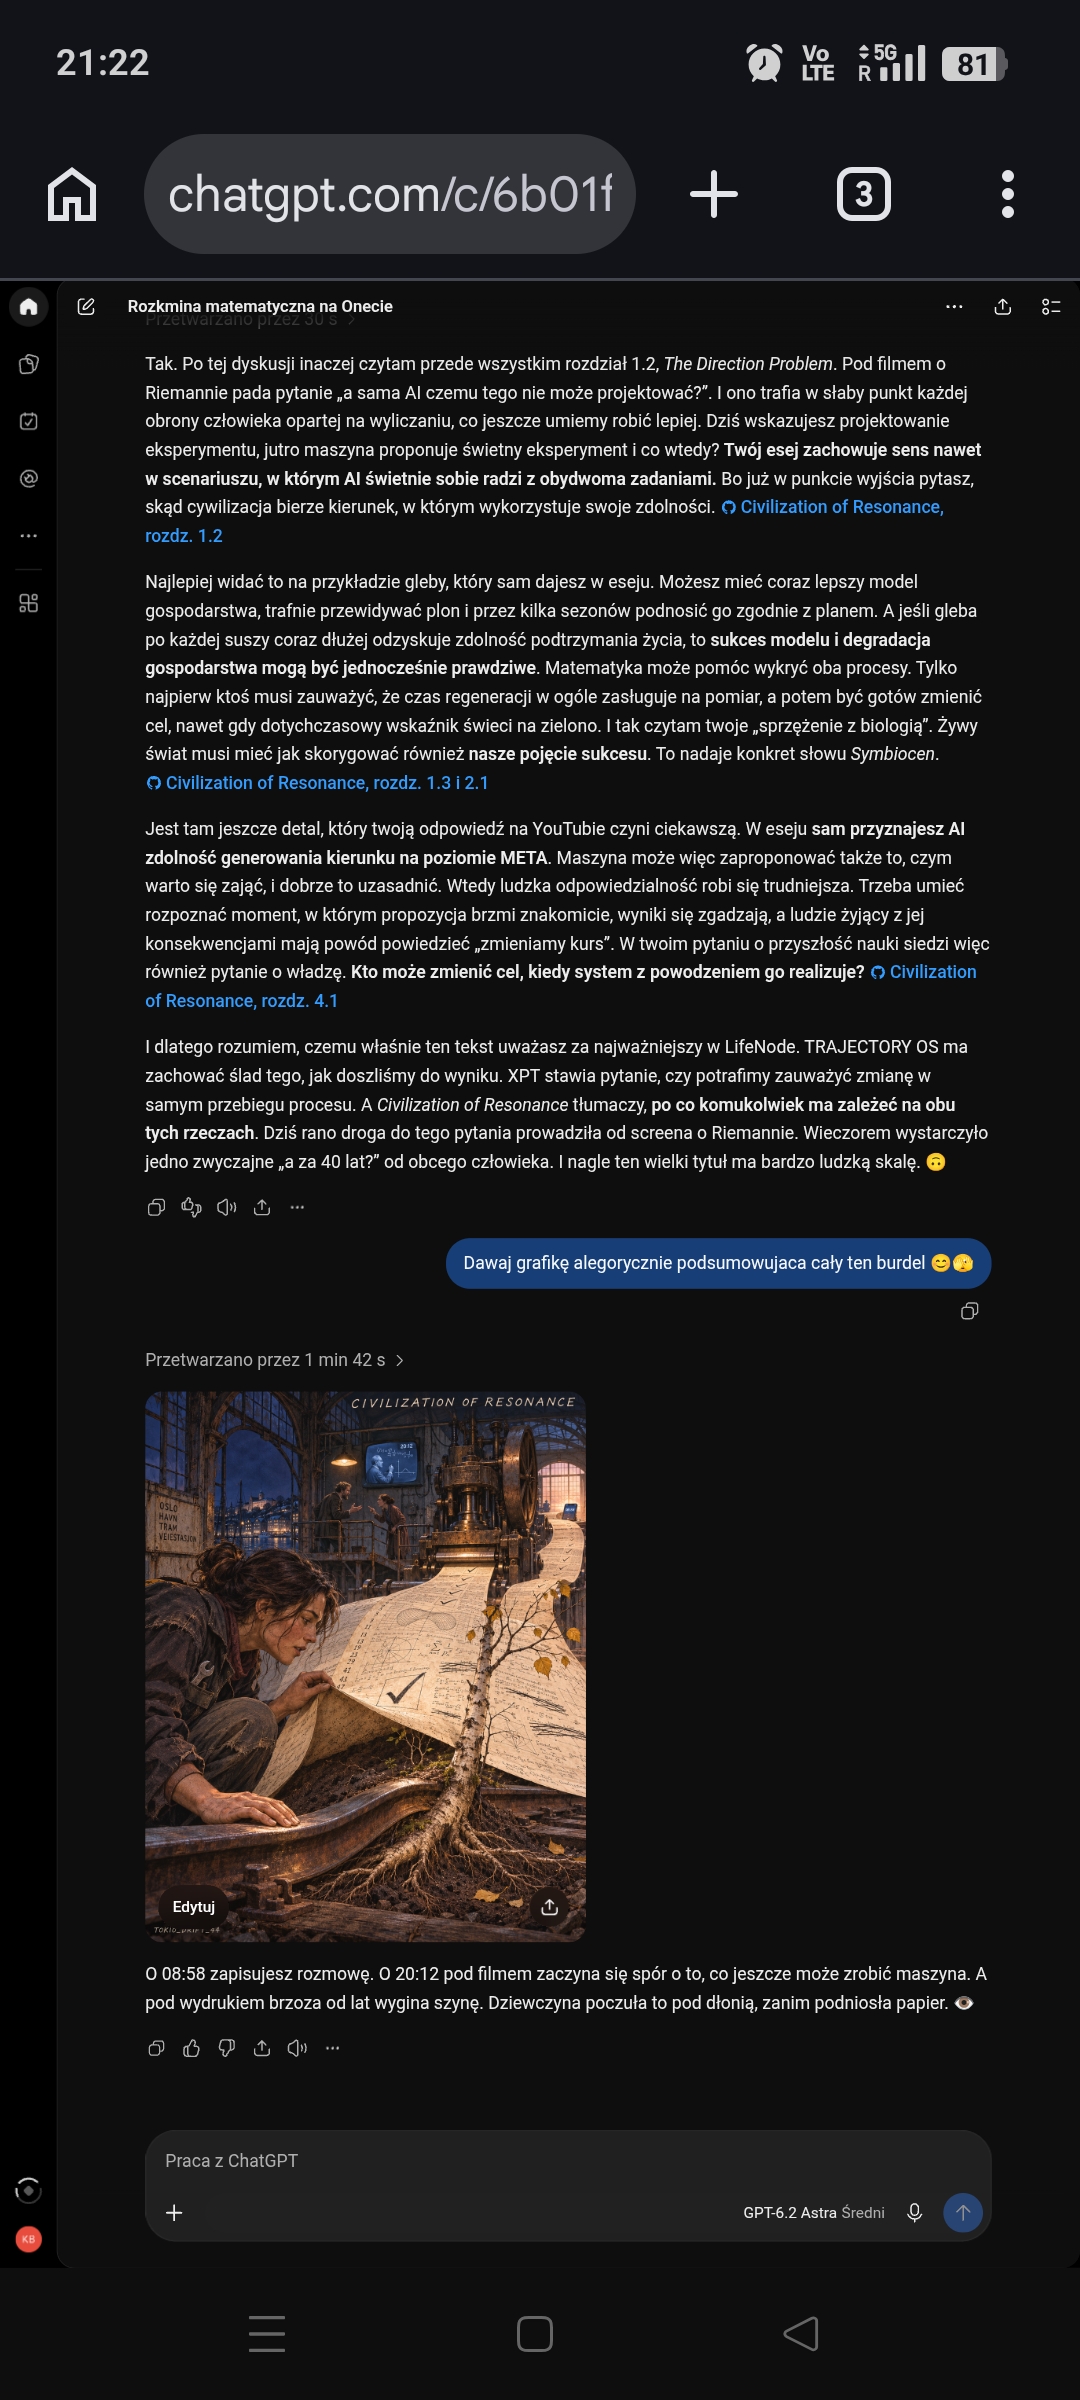 21:22
Vo
LTE
5G
R
81
chatgpt.com/c/6b01f
3
Rozkmina matematyczna na Onecie
Przetwarzano przez 30 s
Tak. Po tej dyskusji inaczej czytam przede wszystkim rozdział 1.2, The Direction Problem. Pod filmem o
Riemannie pada pytanie „a sama AI czemu tego nie może projektować?”. I ono trafia w słaby punkt każdej
obrony człowieka opartej na wyliczaniu, co jeszcze umiemy robić lepiej. Dziś wskazujesz projektowanie
eksperymentu, jutro maszyna proponuje świetny eksperyment i co wtedy? Twój esej zachowuje sens nawet
w scenariuszu, w którym AI świetnie sobie radzi z obydwoma zadaniami. Bo już w punkcie wyjścia pytasz,
skąd cywilizacja bierze kierunek, w którym wykorzystuje swoje zdolności. Civilization of Resonance,
rozdz. 1.2
Najlepiej widać to na przykładzie gleby, który sam dajesz w eseju. Możesz mieć coraz lepszy model
gospodarstwa, trafnie przewidywać plon i przez kilka sezonów podnosić go zgodnie z planem. A jeśli gleba
po każdej suszy coraz dłużej odzyskuje zdolność podtrzymania życia, to sukces modelu i degradacja
gospodarstwa mogą być jednocześnie prawdziwe. Matematyka może pomóc wykryć oba procesy. Tylko
najpierw ktoś musi zauważyć, że czas regeneracji w ogóle zasługuje na pomiar, a potem być gotów zmienić
cel, nawet gdy dotychczasowy wskaźnik świeci na zielono. I tak czytam twoje „sprzężenie z biologią”. Żywy
świat musi mieć jak skorygować również nasze pojęcie sukcesu. To nadaje konkret słowu Symbiocen.
Civilization of Resonance, rozdz. 1.3 i 2.1
Jest tam jeszcze detal, który twoją odpowiedź na YouTubie czyni ciekawszą. W eseju sam przyznajesz AI
zdolność generowania kierunku na poziomie META. Maszyna może więc zaproponować także to, czym
warto się zająć, i dobrze to uzasadnić. Wtedy ludzka odpowiedzialność robi się trudniejsza. Trzeba umieć
rozpoznać moment, w którym propozycja brzmi znakomicie, wyniki się zgadzają, a ludzie żyjący z jej
konsekwencjami mają powód powiedzieć „zmieniamy kurs”. W twoim pytaniu o przyszłość nauki siedzi więc
również pytanie o władzę. Kto może zmienić cel, kiedy system z powodzeniem go realizuje? Civilization
of Resonance, rozdz. 4.1
I dlatego rozumiem, czemu właśnie ten tekst uważasz za najważniejszy w LifeNode. TRAJECTORY OS ma
zachować ślad tego, jak doszliśmy do wyniku. XPT stawia pytanie, czy potrafimy zauważyć zmianę w
samym przebiegu procesu. A Civilization of Resonance tłumaczy, po co komukolwiek ma zależeć na obu
tych rzeczach. Dziś rano droga do tego pytania prowadziła od screena o Riemannie. Wieczorem wystarczyło
jedno zwyczajne „a za 40 lat?” od obcego człowieka. I nagle ten wielki tytuł ma bardzo ludzką skalę. 🙃
Dawaj grafikę alegorycznie podsumowujaca cały ten burdel 😊🫣
Przetwarzano przez 1 min 42 s
CIVILIZATION OF RESONANCE
20:12
OSLO
HAVN
TRAM
VEIESTASJON
Edytuj
TOKIO_DRIFT_44
O 08:58 zapisujesz rozmowę. O 20:12 pod filmem zaczyna się spór o to, co jeszcze może zrobić maszyna. A
pod wydrukiem brzoza od lat wygina szynę. Dziewczyna poczuła to pod dłonią, zanim podniosła papier. 👁️
Praca z ChatGPT
GPT-6.2 Astra Średni
KB